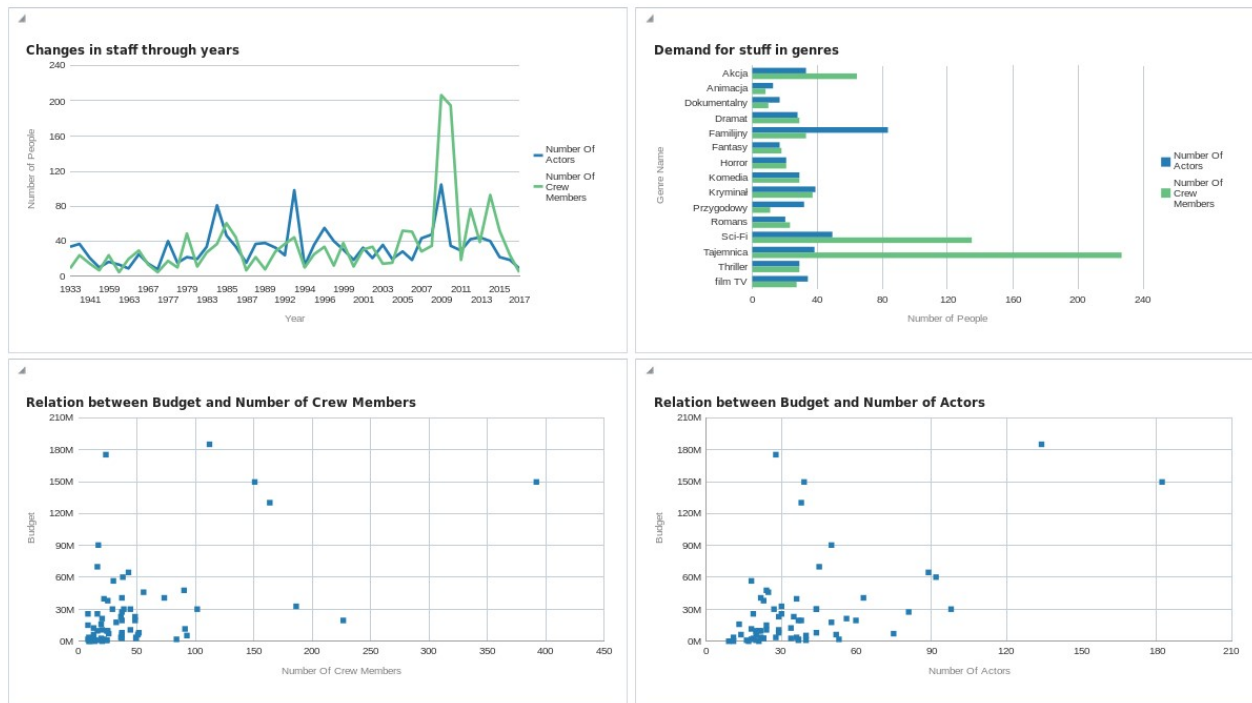 Changes in staff through years
240
200
160
120
80
40
0
Number of People
1933 1959 1967 1979 1985 1989 1996 1999 2003 2007 2011 2015
1941 1963 1977 1983 1987 1992 1996 2001 2005 2009 2013 2017
Year
Number Of
Actors
Number Of
Crew
Members
Demand for stuff in genres
Genre Name
Akcja
Animacja
Dokumentalny
Dramat
Familijny
Fantasy
Horror
Komedia
Kryminał
Przygodowy
Romans
Sci-Fi
Tajemnica
Thriller
film TV
0 40 80 120 160 200 240
Number of People
Number Of
Actors
Number Of
Crew
Members
Relation between Budget and Number of Crew Members
210M
180M
150M
120M
90M
60M
30M
0M
Budget
0 50 100 150 200 250 300 350 400 450
Number Of Crew Members
Relation between Budget and Number of Actors
210M
180M
150M
120M
90M
60M
30M
0M
Budget
0 30 60 90 120 150 180 210
Number Of Actors